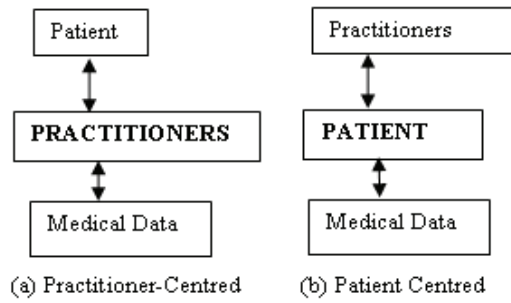 Patient
PRACTITIONERS
Medical Data
(a) Practitioner-Centred
Practitioners
PATIENT
Medical Data
(b) Patient Centred